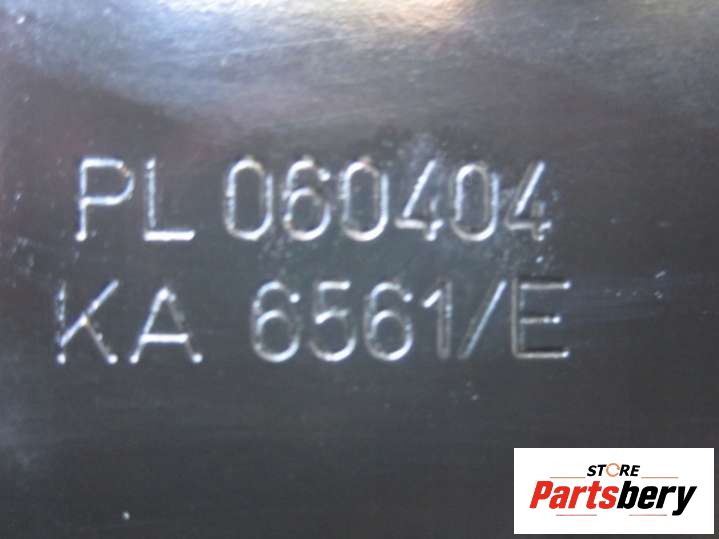 PL 060404
KA 6561/E
STORE
Partsbery